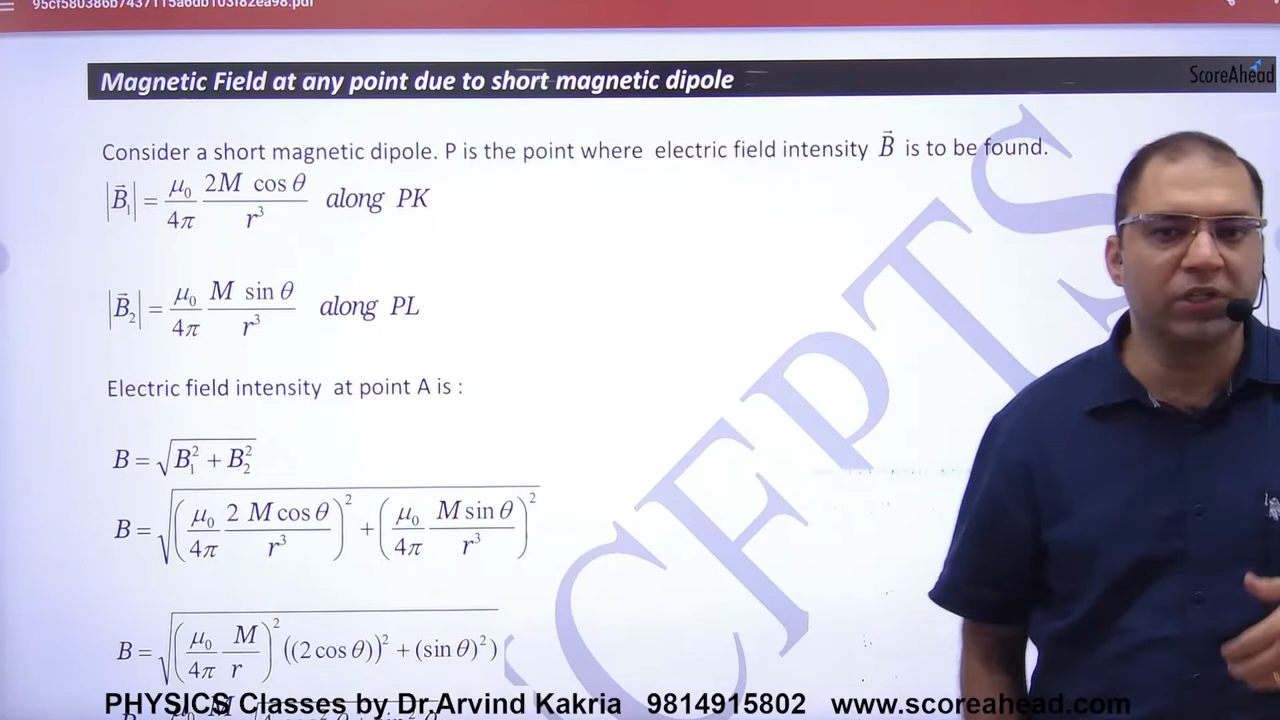 95cf580386b7437115a6db103f82ea98.pdf
Magnetic Field at any point due to short magnetic dipole
ScoreAhead
Consider a short magnetic dipole. P is the point where electric field intensity B⃗ is to be found.
|B⃗₁| = μ₀/4π 2M cos θ/r³ along PK
|B⃗₂| = μ₀/4π M sin θ/r³ along PL
Electric field intensity at point A is :
B = √(B₁² + B₂²)
B = √((μ₀/4π 2 M cos θ/r³)² + (μ₀/4π M sin θ/r³)²)
B = √((μ₀/4π M/r)² ((2 cos θ))² + (sin θ)²)
CEPTS
PHYSICS Classes by Dr.Arvind Kakria 9814915802 www.scoreahead.com